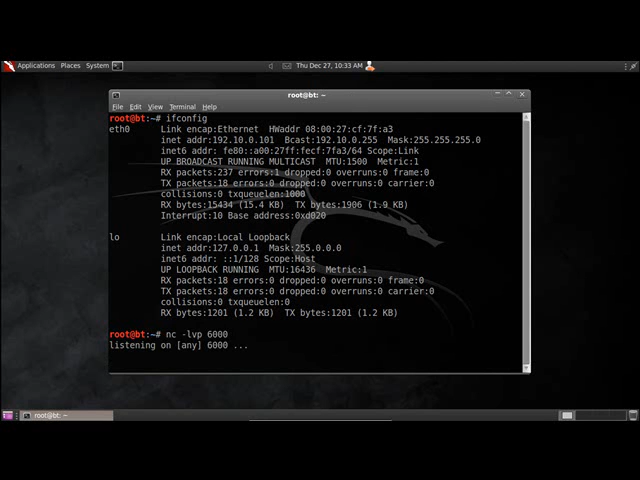 Applications Places System Thu Dec 27, 10:33 AM
root@bt: ~
File Edit View Terminal Help
root@bt:~# ifconfig
eth0 Link encap:Ethernet HWaddr 08:00:27:cf:7f:a3
inet addr:192.10.0.101 Bcast:192.10.0.255 Mask:255.255.255.0
inet6 addr: fe80::a00:27ff:fecf:7fa3/64 Scope:Link
UP BROADCAST RUNNING MULTICAST MTU:1500 Metric:1
RX packets:237 errors:1 dropped:0 overruns:0 frame:0
TX packets:18 errors:0 dropped:0 overruns:0 carrier:0
collisions:0 txqueuelen:1000
RX bytes:15434 (15.4 KB) TX bytes:1906 (1.9 KB)
Interrupt:10 Base address:0xd020
lo Link encap:Local Loopback
inet addr:127.0.0.1 Mask:255.0.0.0
inet6 addr: ::1/128 Scope:Host
UP LOOPBACK RUNNING MTU:16436 Metric:1
RX packets:18 errors:0 dropped:0 overruns:0 frame:0
TX packets:18 errors:0 dropped:0 overruns:0 carrier:0
collisions:0 txqueuelen:0
RX bytes:1201 (1.2 KB) TX bytes:1201 (1.2 KB)
root@bt:~# nc -lvp 6000
listening on [any] 6000 ...
root@bt: ~